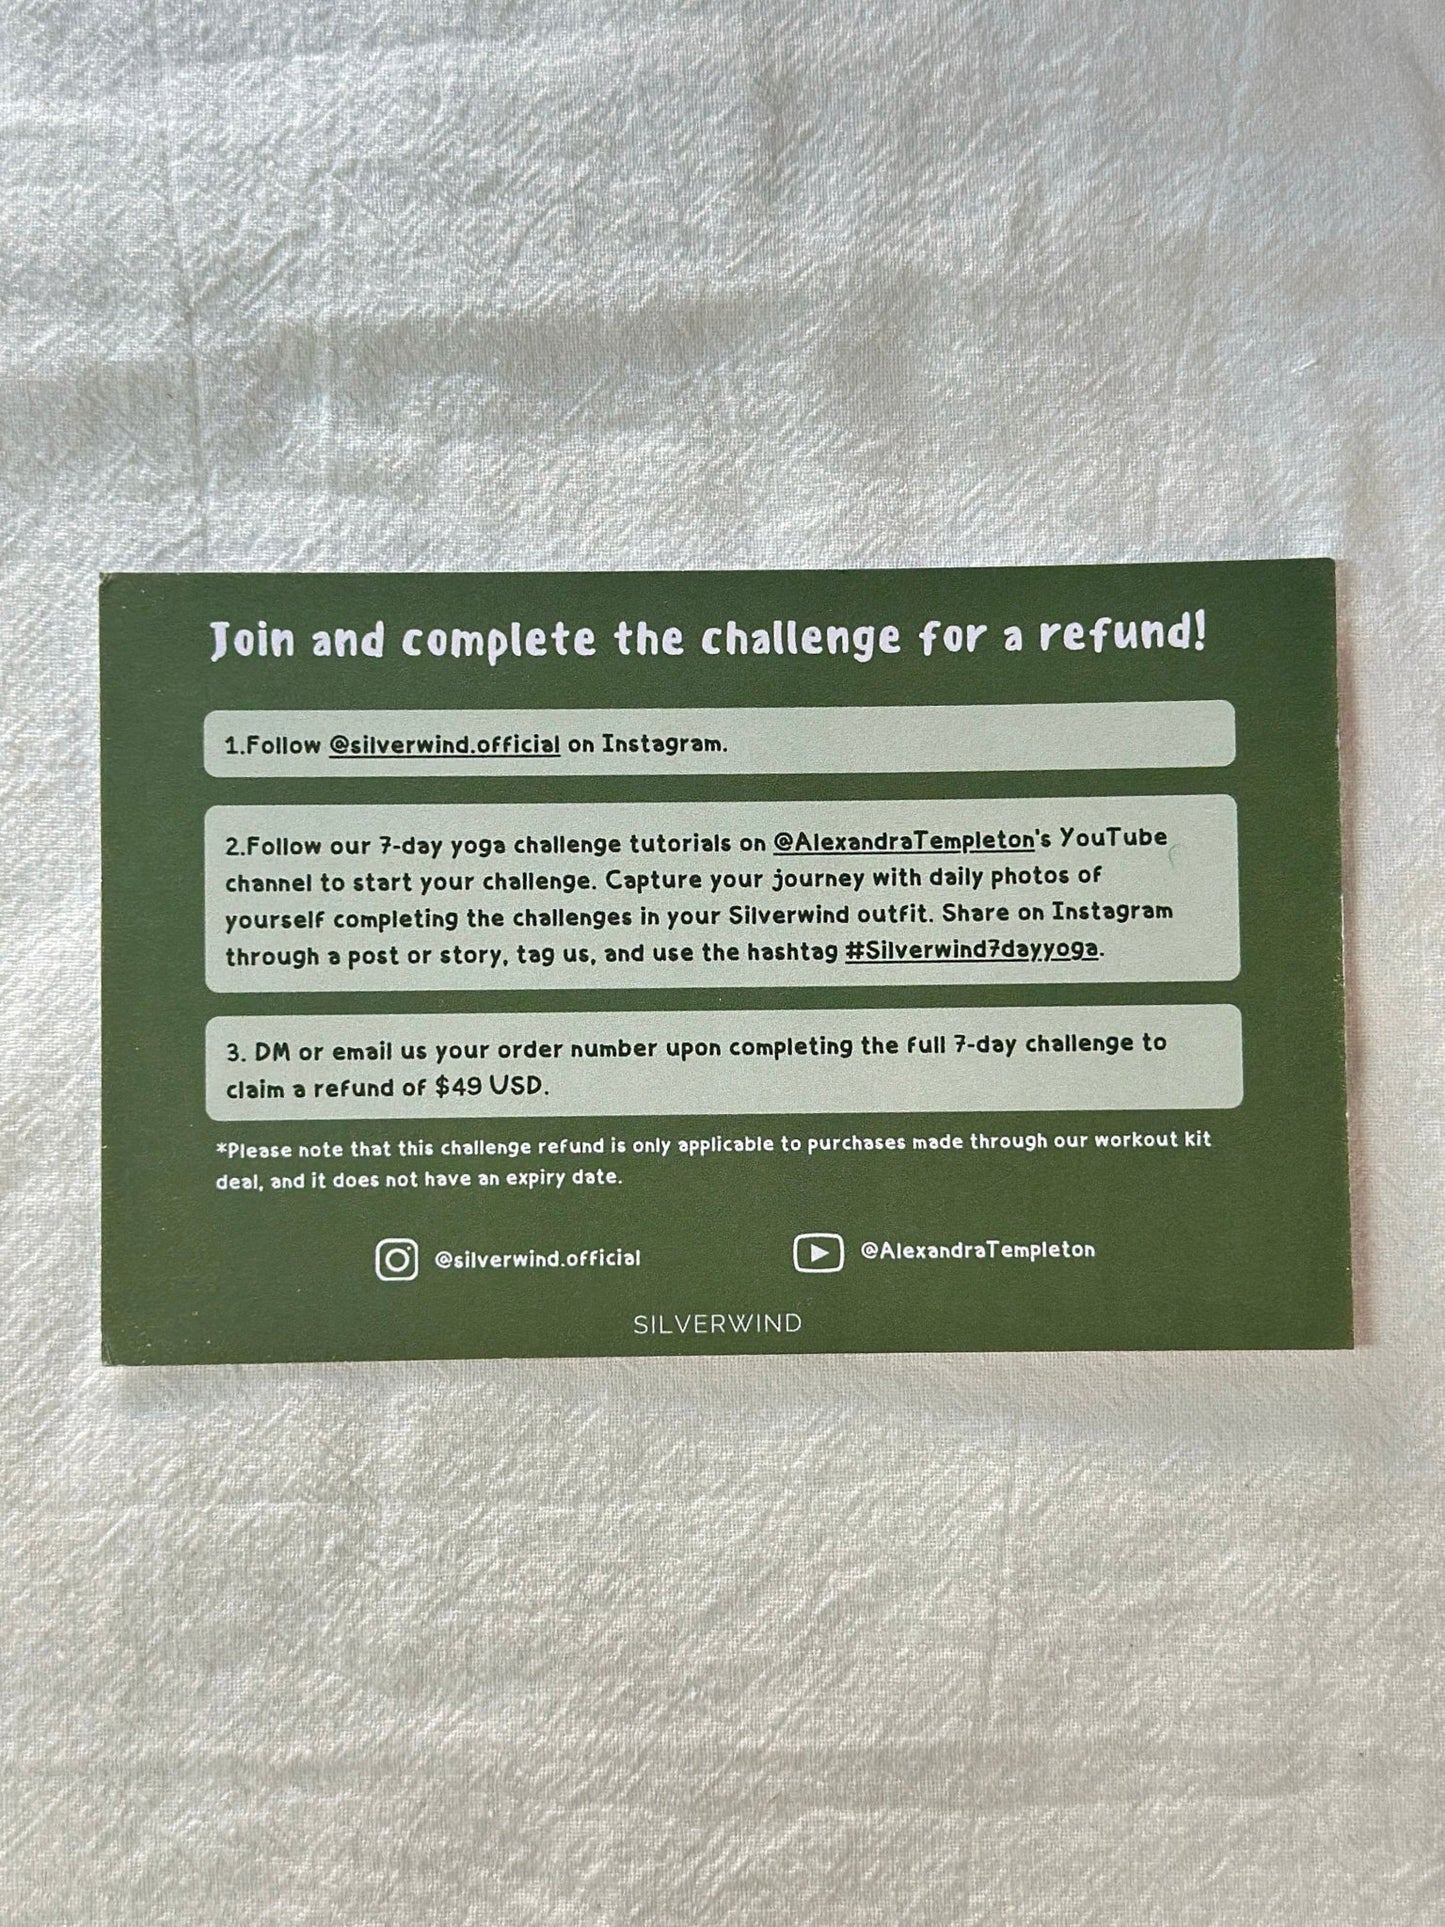 Join and complete the challenge for a refund!
1.Follow @silverwind.official on Instagram.
2.Follow our 7-day yoga challenge tutorials on @AlexandraTempleton's YouTube
channel to start your challenge. Capture your journey with daily photos of
yourself completing the challenges in your Silverwind outfit. Share on Instagram
through a post or story, tag us, and use the hashtag #Silverwind7dayyoga.
3. DM or email us your order number upon completing the full 7-day challenge to
claim a refund of $49 USD.
*Please note that this challenge refund is only applicable to purchases made through our workout kit
deal, and it does not have an expiry date.
@silverwind.official
@AlexandraTempleton
SILVERWIND